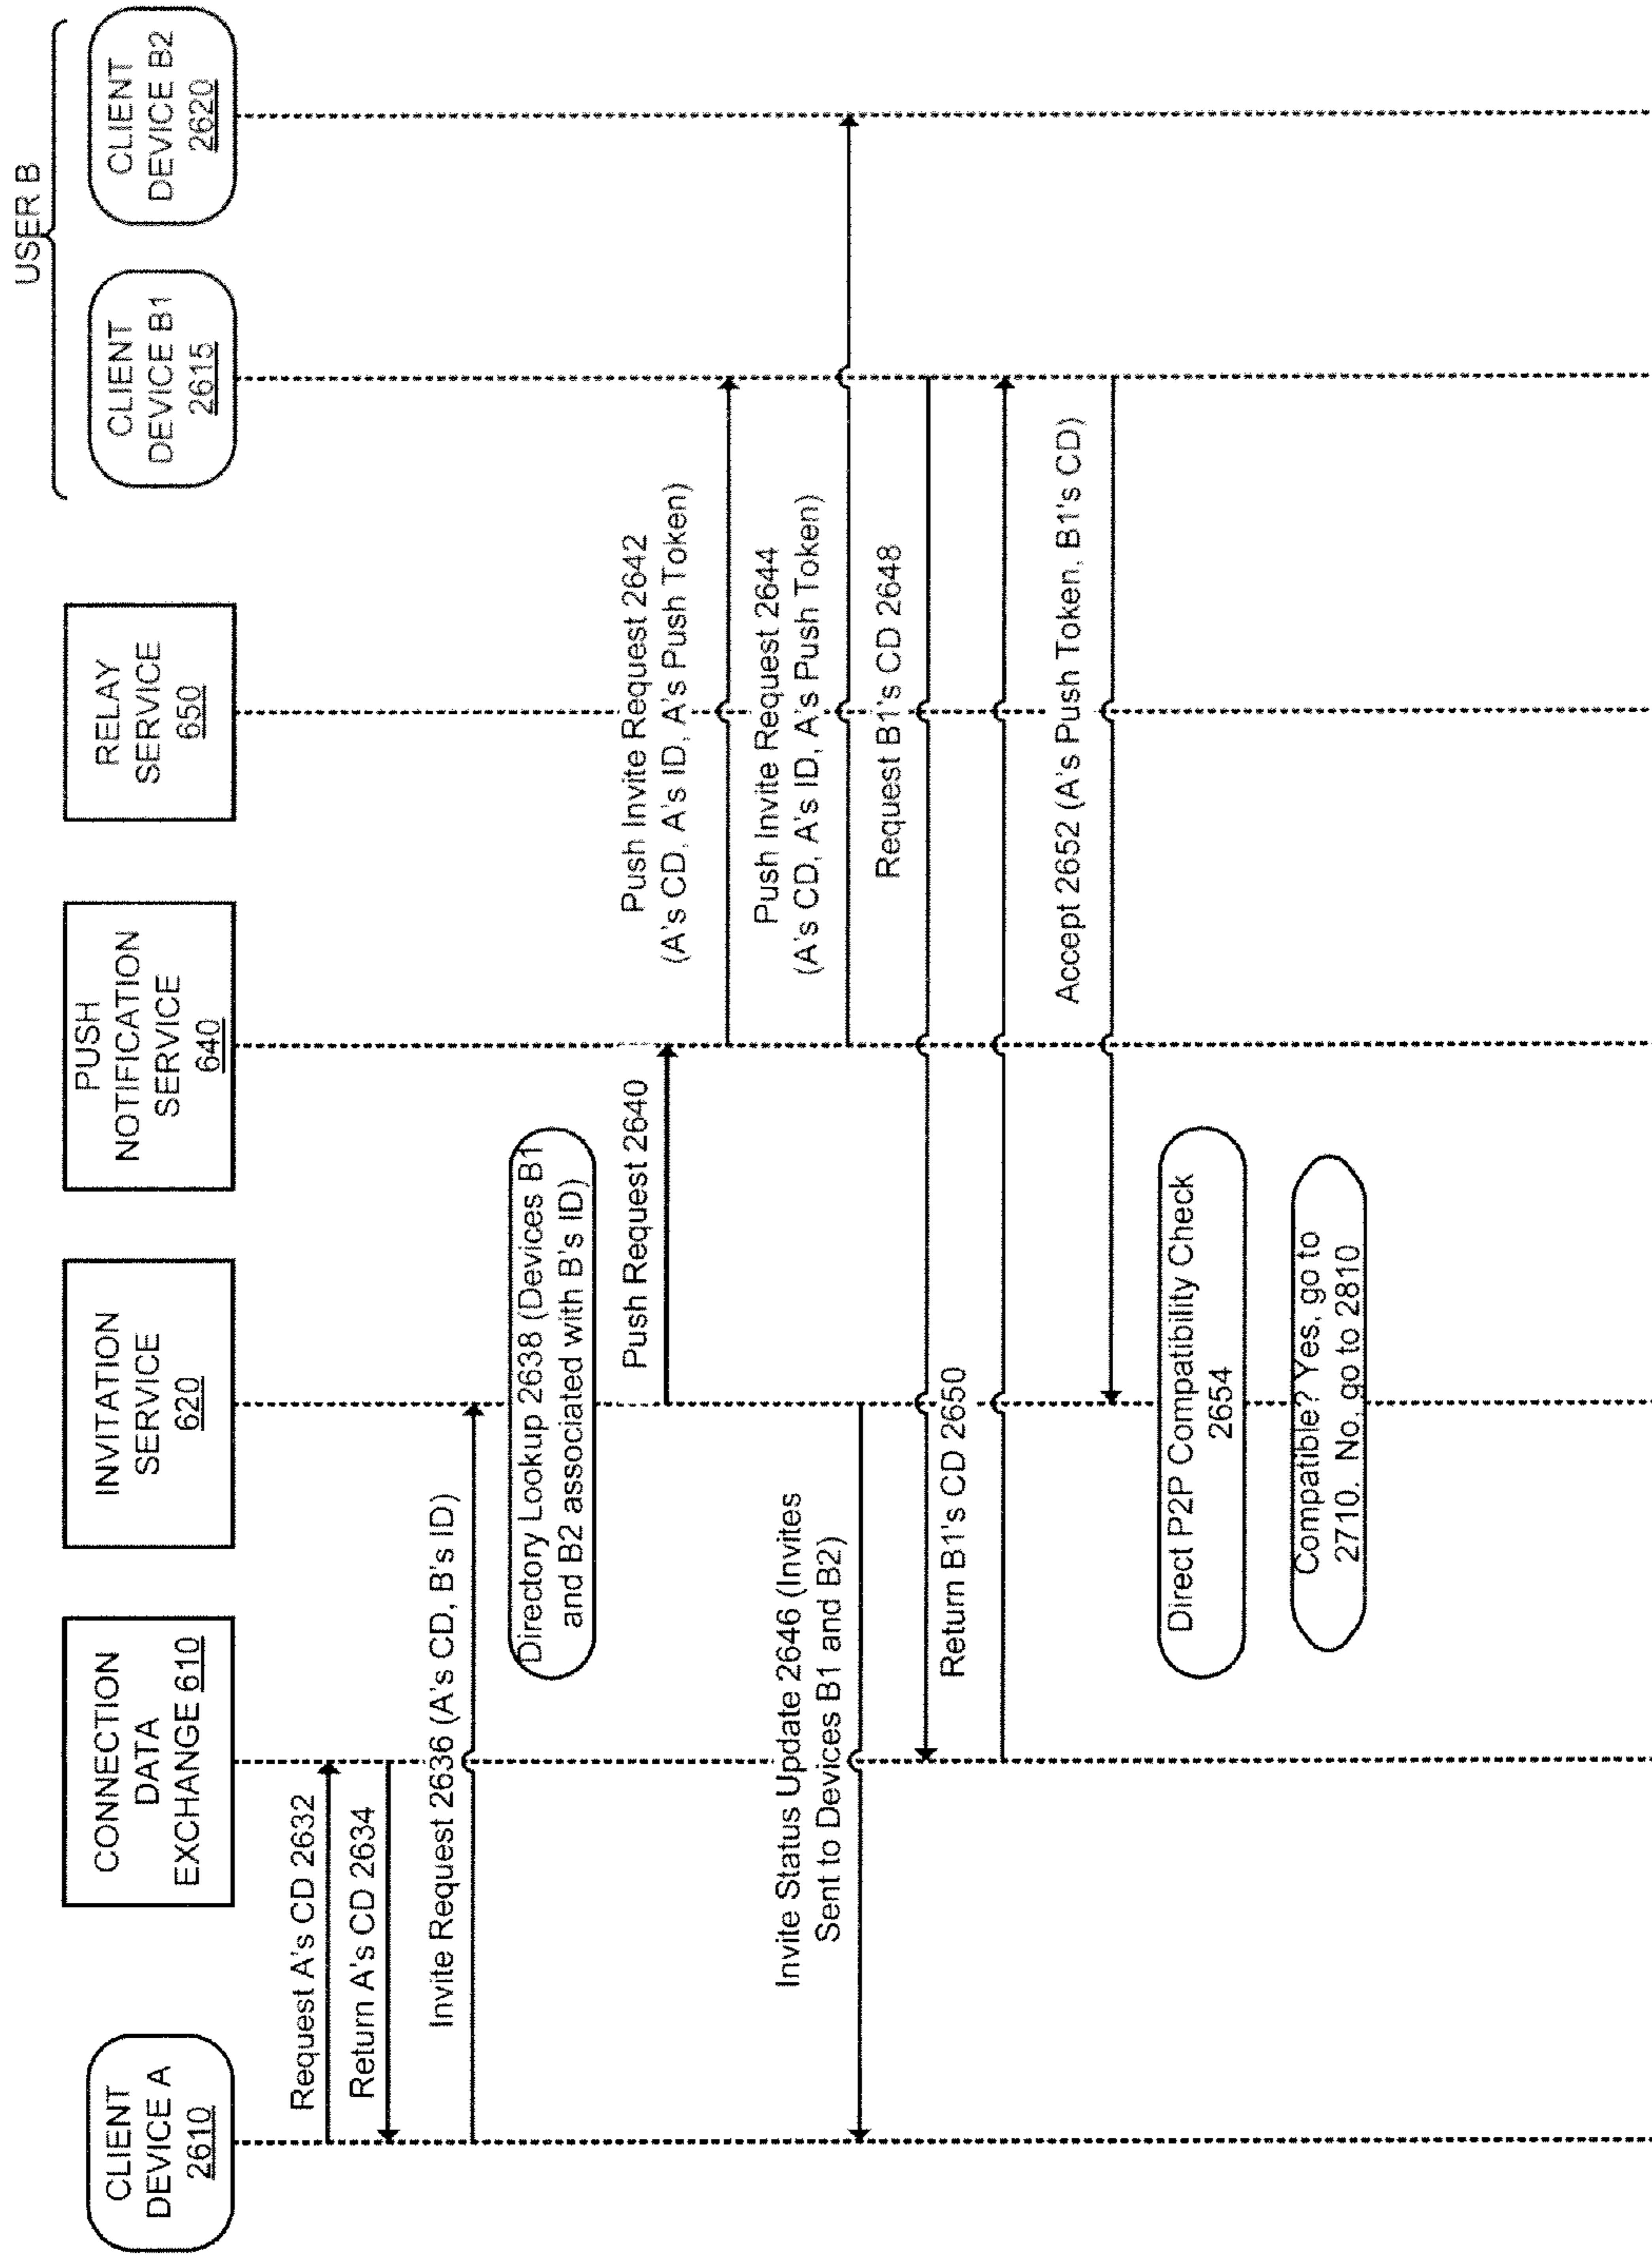 USER B
CLIENT
DEVICE A
2610
CONNECTION
DATA
EXCHANGE 610
INVITATION
SERVICE
620
PUSH
NOTIFICATION
SERVICE
640
RELAY
SERVICE
650
CLIENT
DEVICE B1
2615
CLIENT
DEVICE B2
2620
Request A's CD 2632
Return A's CD 2634
Invite Request 2636 (A's CD, B's ID)
Directory Lookup 2638 (Devices B1
and B2 associated with B's ID)
Push Request 2640
Push Invite Request 2642
(A's CD, A's ID, A's Push Token)
Push Invite Request 2644
(A's CD, A's ID, A's Push Token)
Invite Status Update 2646 (Invites
Sent to Devices B1 and B2)
Request B1's CD 2648
Return B1's CD 2650
Accept 2652 (A's Push Token, B1's CD)
Direct P2P Compatibility Check
2654
Compatible? Yes, go to
2710. No, go to 2810